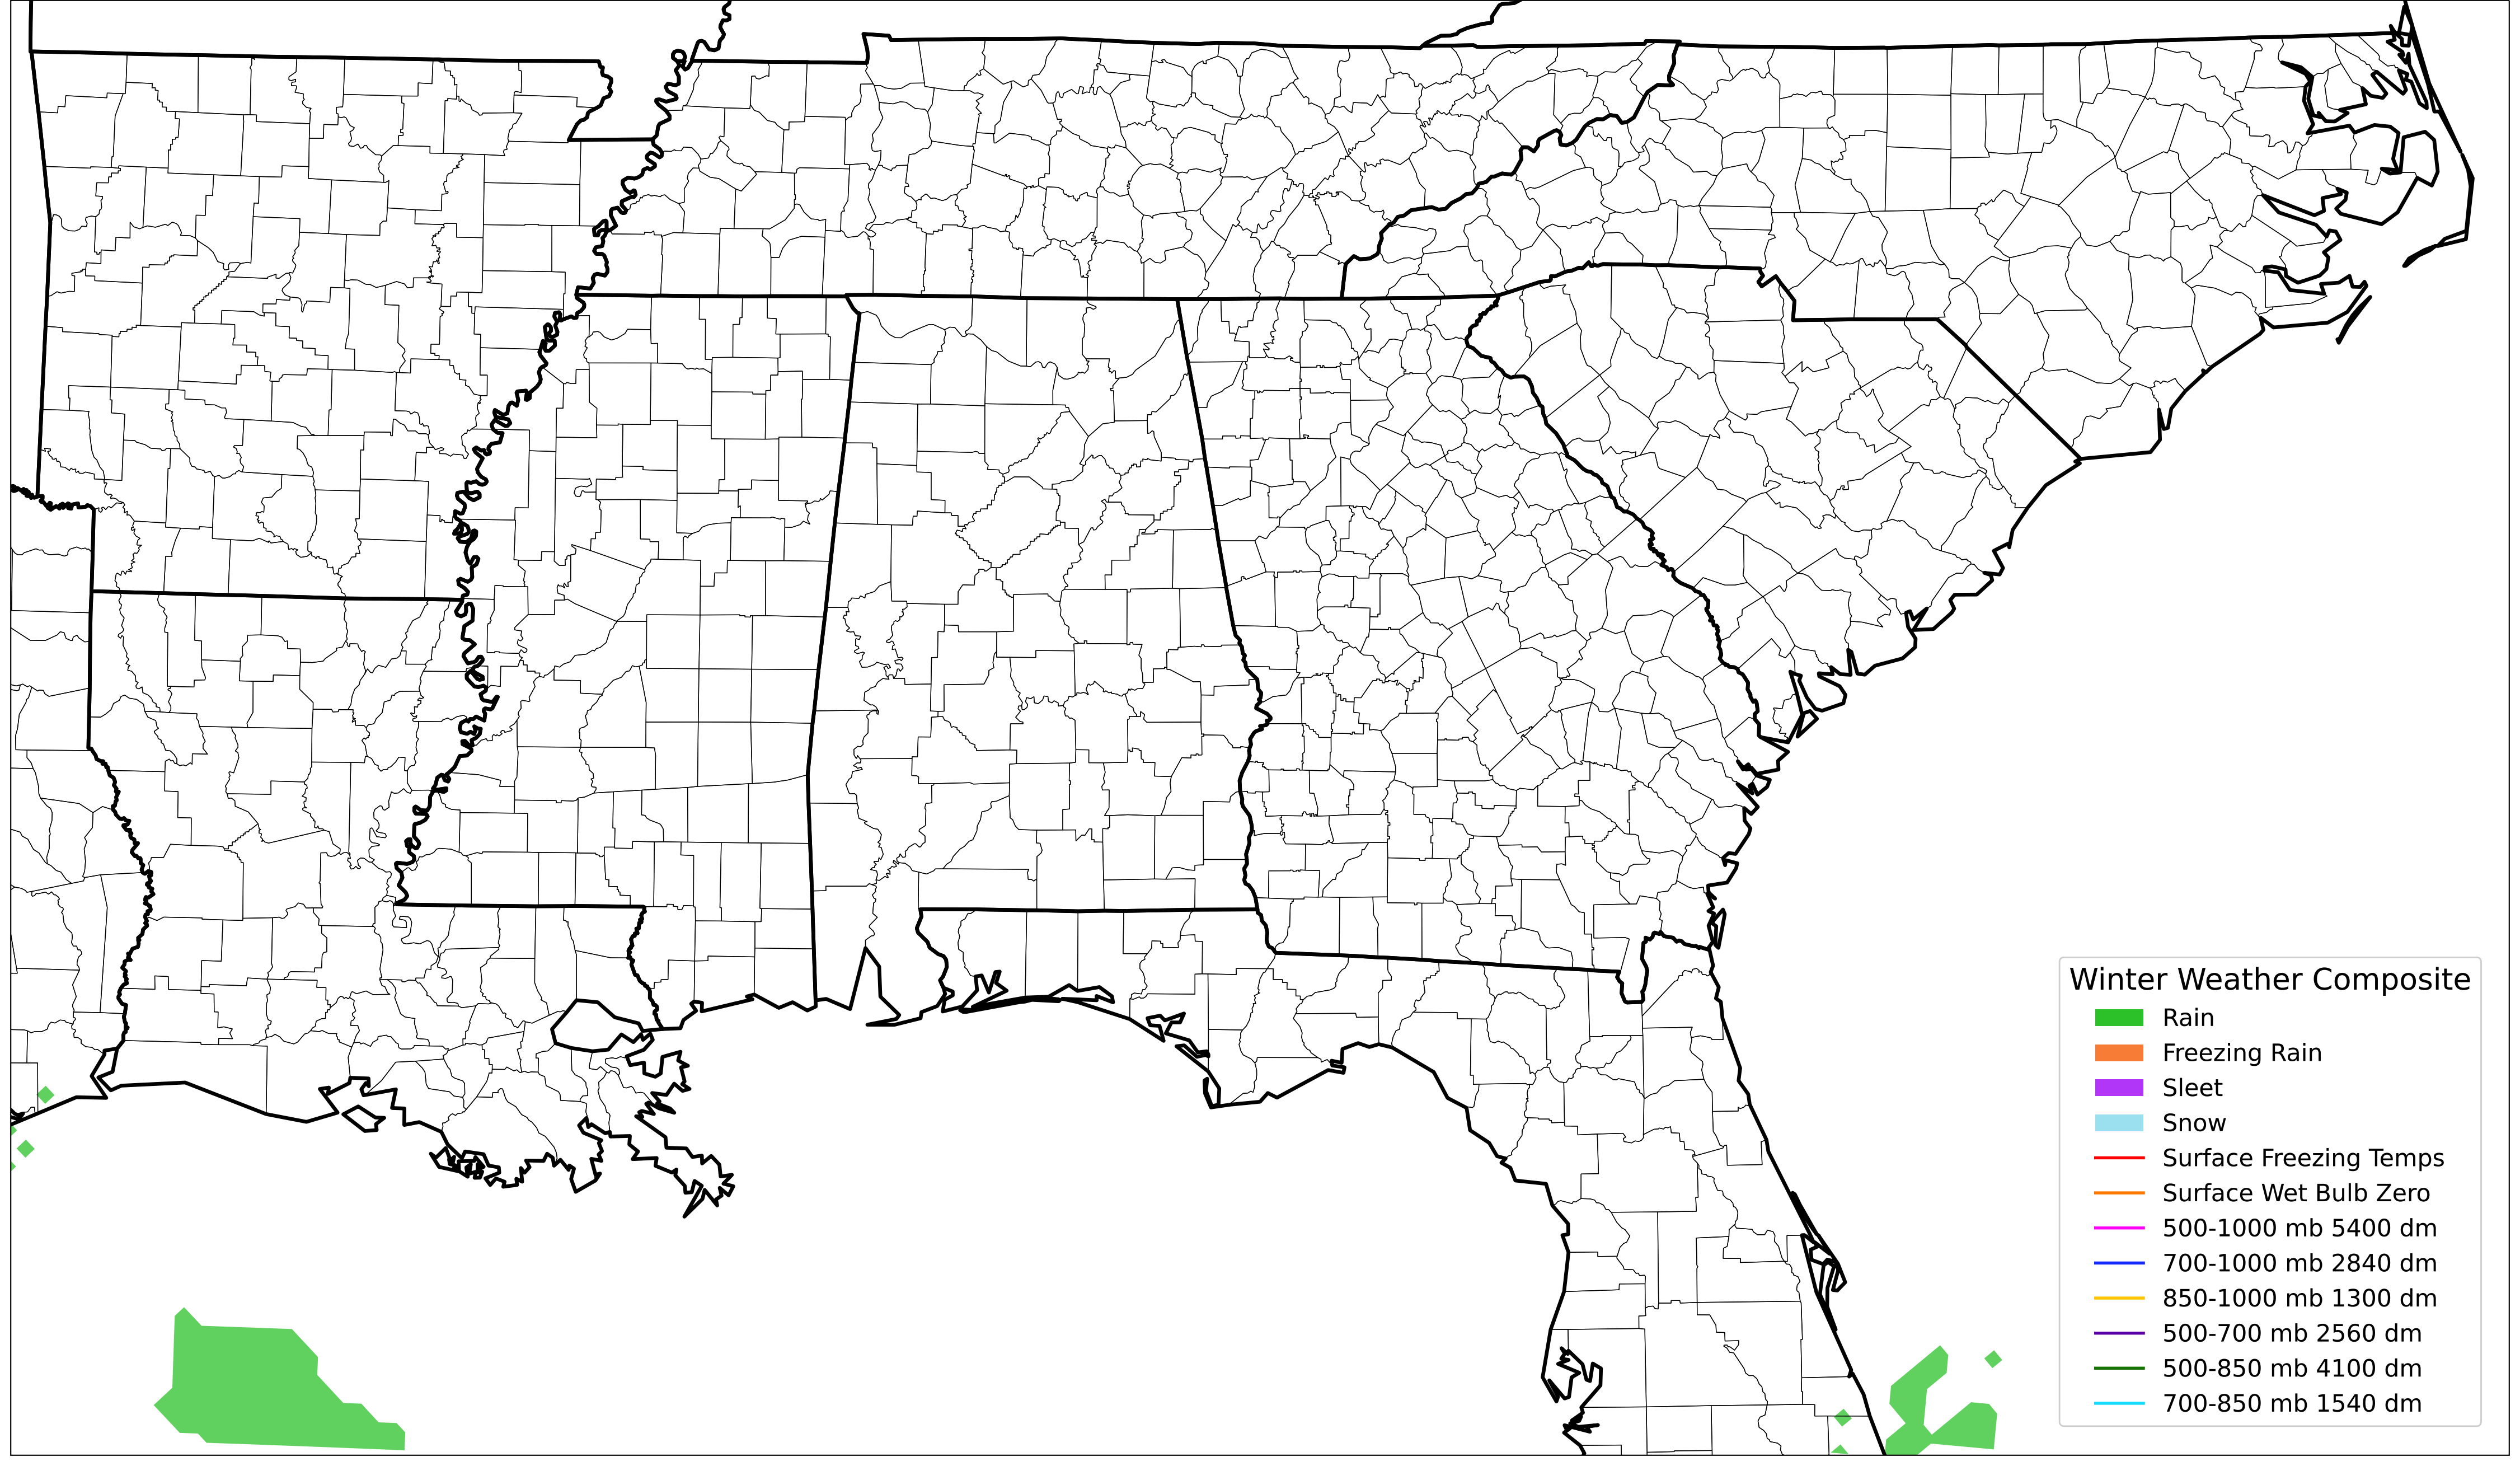 Winter Weather Composite
Rain
Freezing Rain
Sleet
Snow
Surface Freezing Temps
Surface Wet Bulb Zero
500-1000 mb 5400 dm
700-1000 mb 2840 dm
850-1000 mb 1300 dm
500-700 mb 2560 dm
500-850 mb 4100 dm
700-850 mb 1540 dm